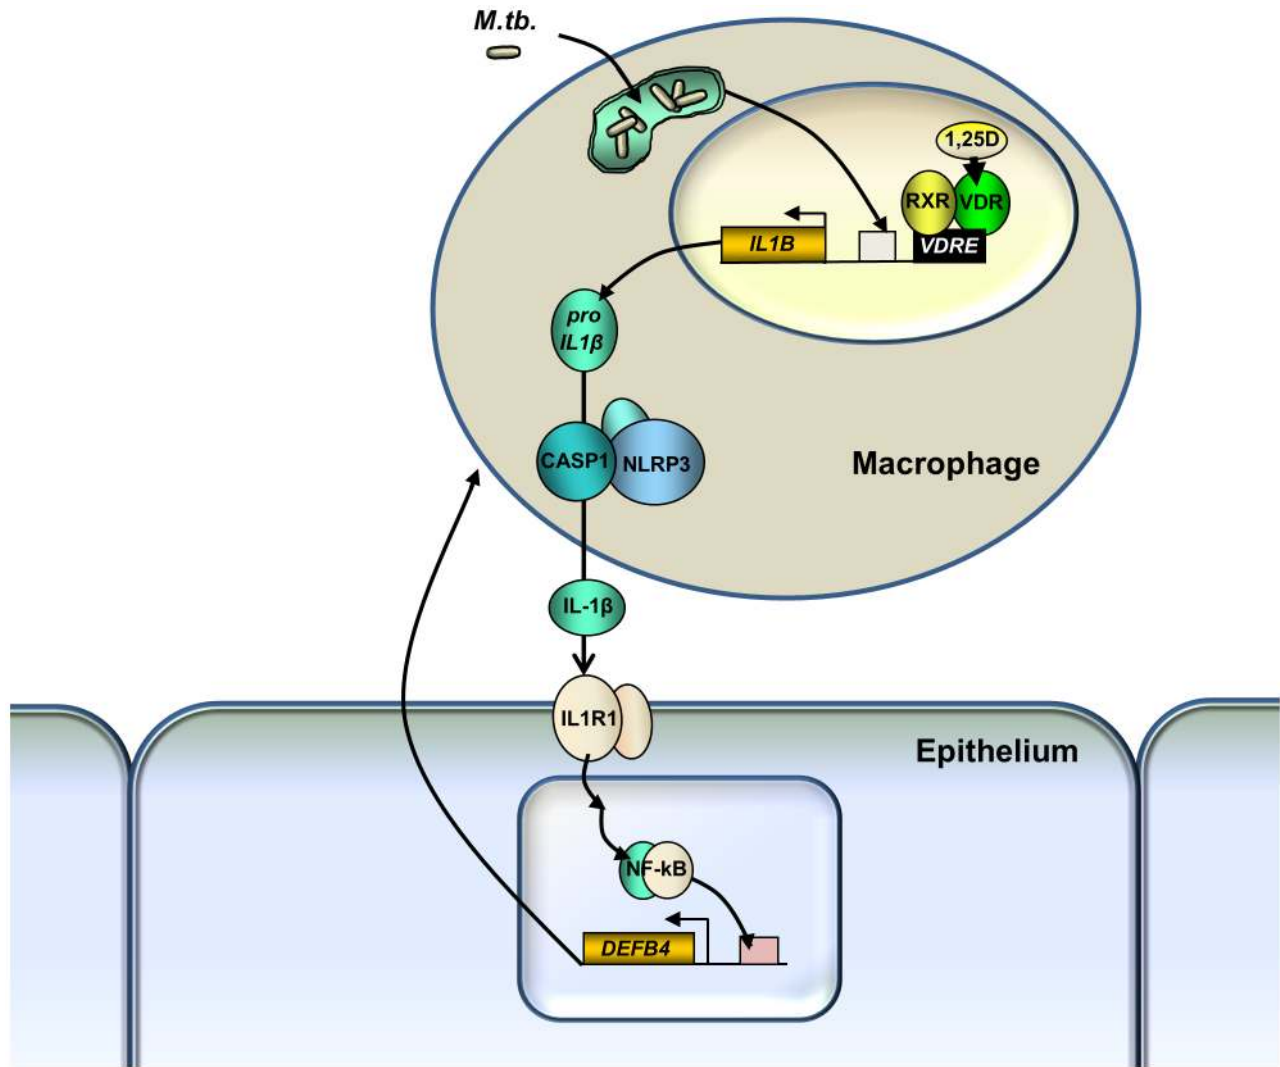 M.tb.
1,25D
RXR
VDR
IL1B
VDRE
pro
IL1β
CASP1
NLRP3
Macrophage
IL-1β
IL1R1
Epithelium
NF-kB
DEFB4